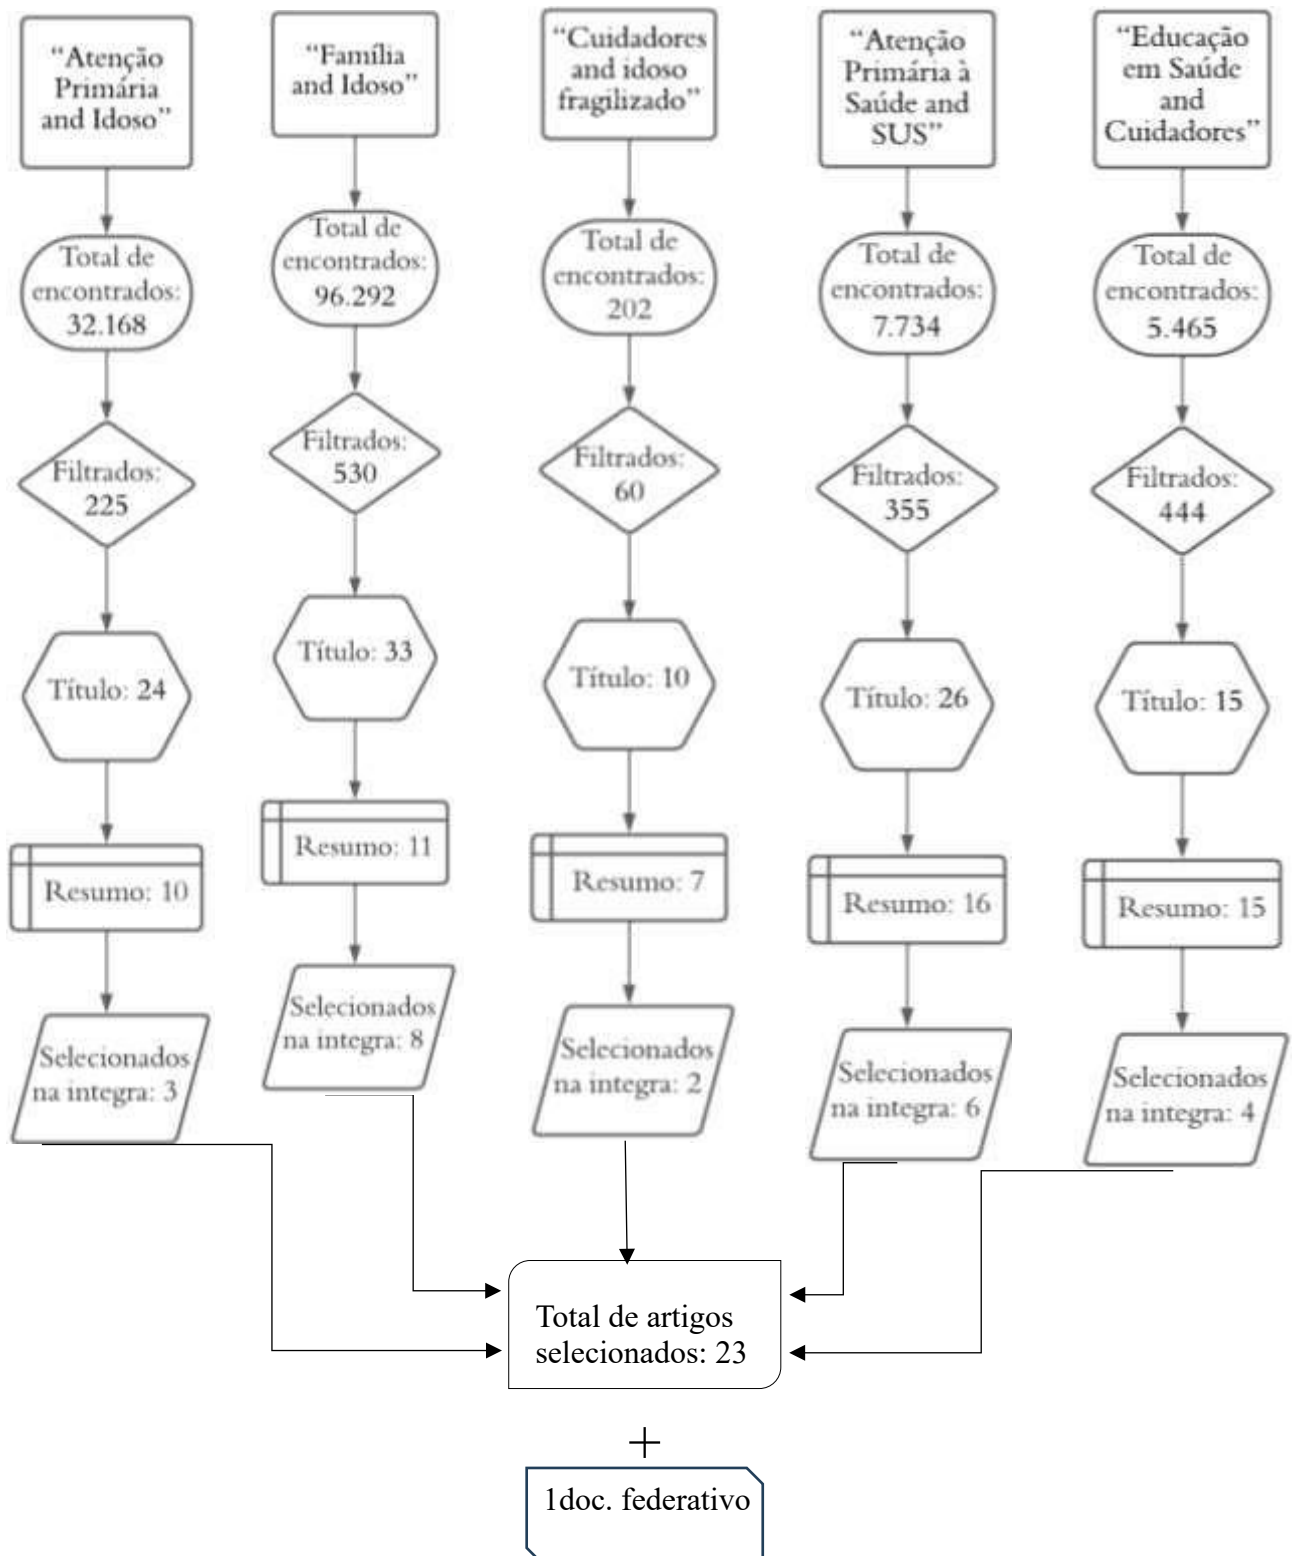 “Atenção
Primária
and Idoso”
Total de
encontrados:
32.168
Filtrados:
225
Título: 24
Resumo: 10
Selecionados
na integra: 3
“Família
and Idoso”
Total de
encontrados:
96.292
Filtrados:
530
Título: 33
Resumo: 11
Selecionados
na integra: 8
“Cuidadores
and idoso
fragilizado”
Total de
encontrados:
202
Filtrados:
60
Título: 10
Resumo: 7
Selecionados
na integra: 2
“Atenção
Primária à
Saúde and
SUS”
Total de
encontrados:
7.734
Filtrados:
355
Título: 26
Resumo: 16
Selecionados
na integra: 6
“Educação
em Saúde
and
Cuidadores”
Total de
encontrados:
5.465
Filtrados:
444
Título: 15
Resumo: 15
Selecionados
na integra: 4
Total de artigos
selecionados: 23
+
1doc. federativo